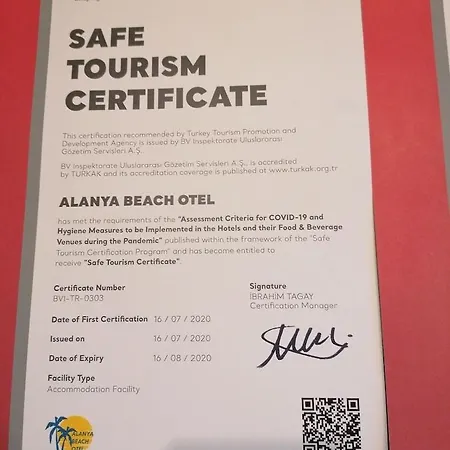 SAFE
TOURISM
CERTIFICATE
This certification recommended by Turkey Tourism Promotion and
Development Agency is issued by BV Inspektorate Uluslararası
Gözetim Servisleri A.Ş..
BV Inspektorate Uluslararası Gözetim Servisleri A.Ş., is accredited
by TURKAK and its accreditation coverage is published at www.turkak.org.tr
ALANYA BEACH OTEL
has met the requirements of the "Assessment Criteria for COVID-19 and
Hygiene Measures to be Implemented in the Hotels and their Food & Beverage
Venues during the Pandemic" published within the framework of the "Safe
Tourism Certification Program" and has become entitled to
receive "Safe Tourism Certificate".
Certificate Number
BVI-TR-0303
Signature
İBRAHİM TAGAY
Certification Manager
Date of First Certification 16 / 07 / 2020
Issued on 16 / 07 / 2020
Date of Expiry 16 / 08 / 2020
Facility Type
Accommodation Facility
ALANYA
BEACH
OTEL